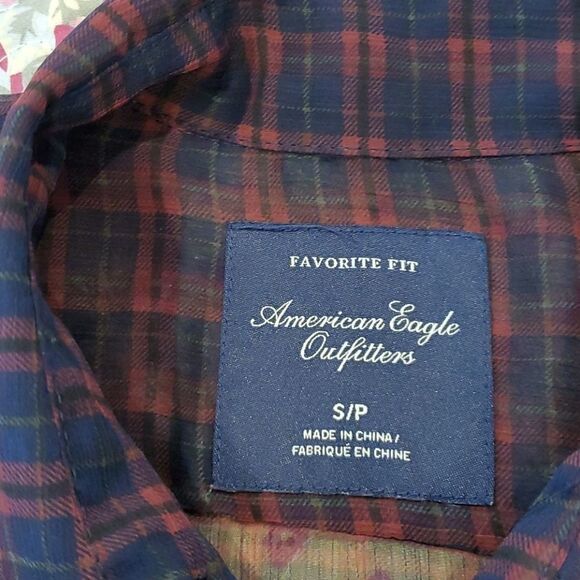 FAVORITE FIT
American Eagle
Outfitters
S/P
MADE IN CHINA/
FABRIQUÉ EN CHINE